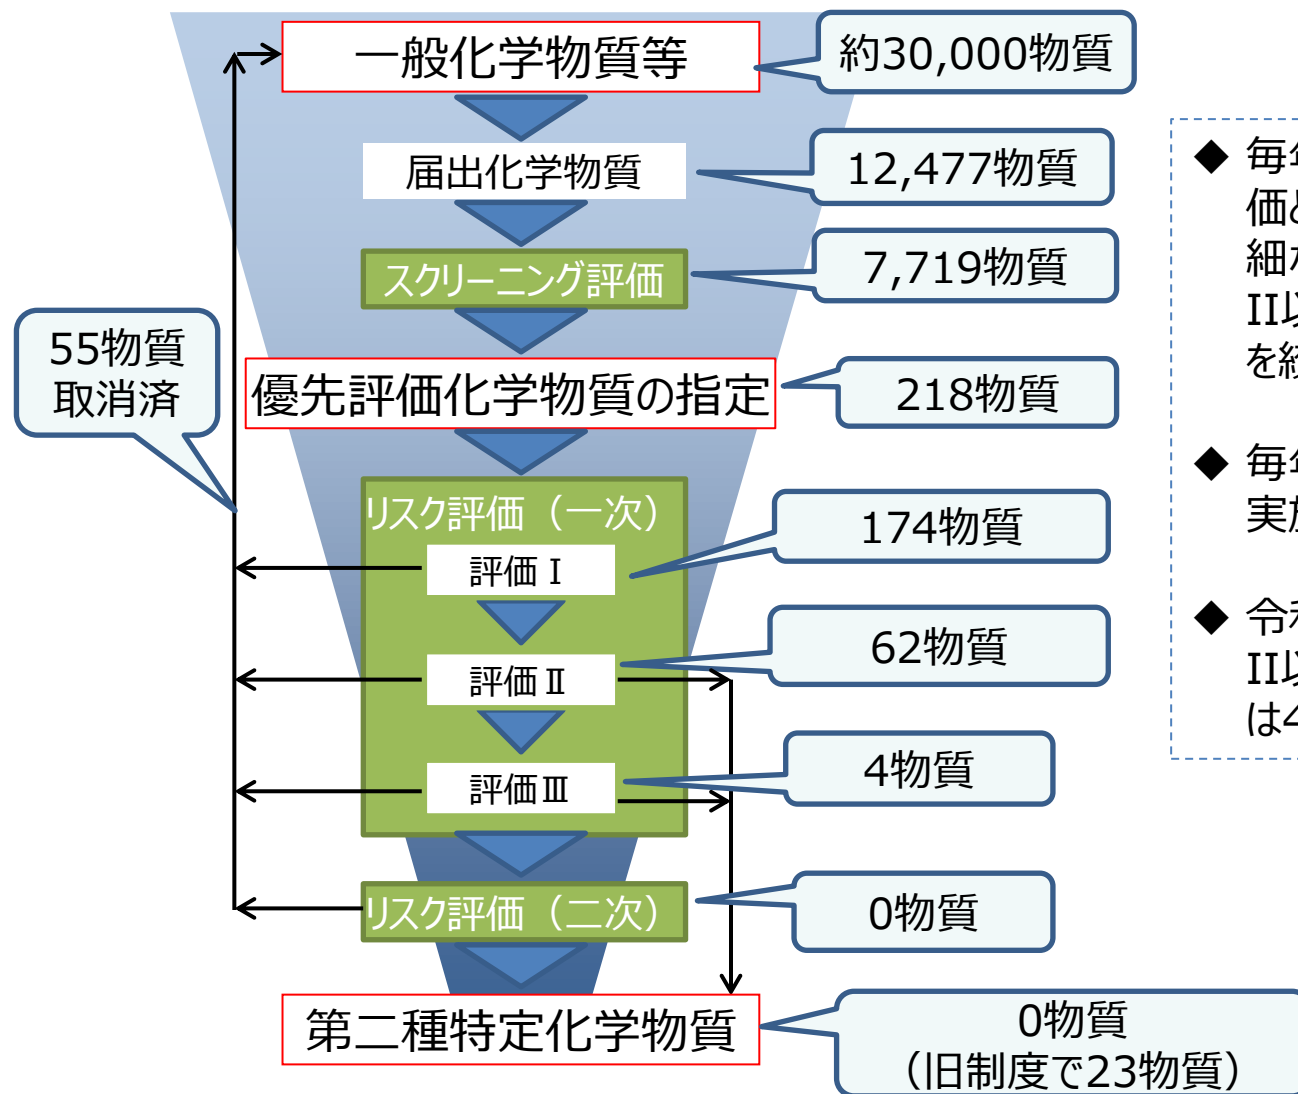 一般化学物質等
約30,000物質
届出化学物質
12,477物質
スクリーニング評価
7,719物質
優先評価化学物質の指定
218物質
55物質
取消済
リスク評価（一次）
174物質
評価Ⅰ
62物質
評価Ⅱ
4物質
評価Ⅲ
リスク評価（二次）
0物質
第二種特定化学物質
0物質
（旧制度で23物質）
◆ 毎
価
細
II以
を
◆ 毎
実
◆ 令
II以
は4